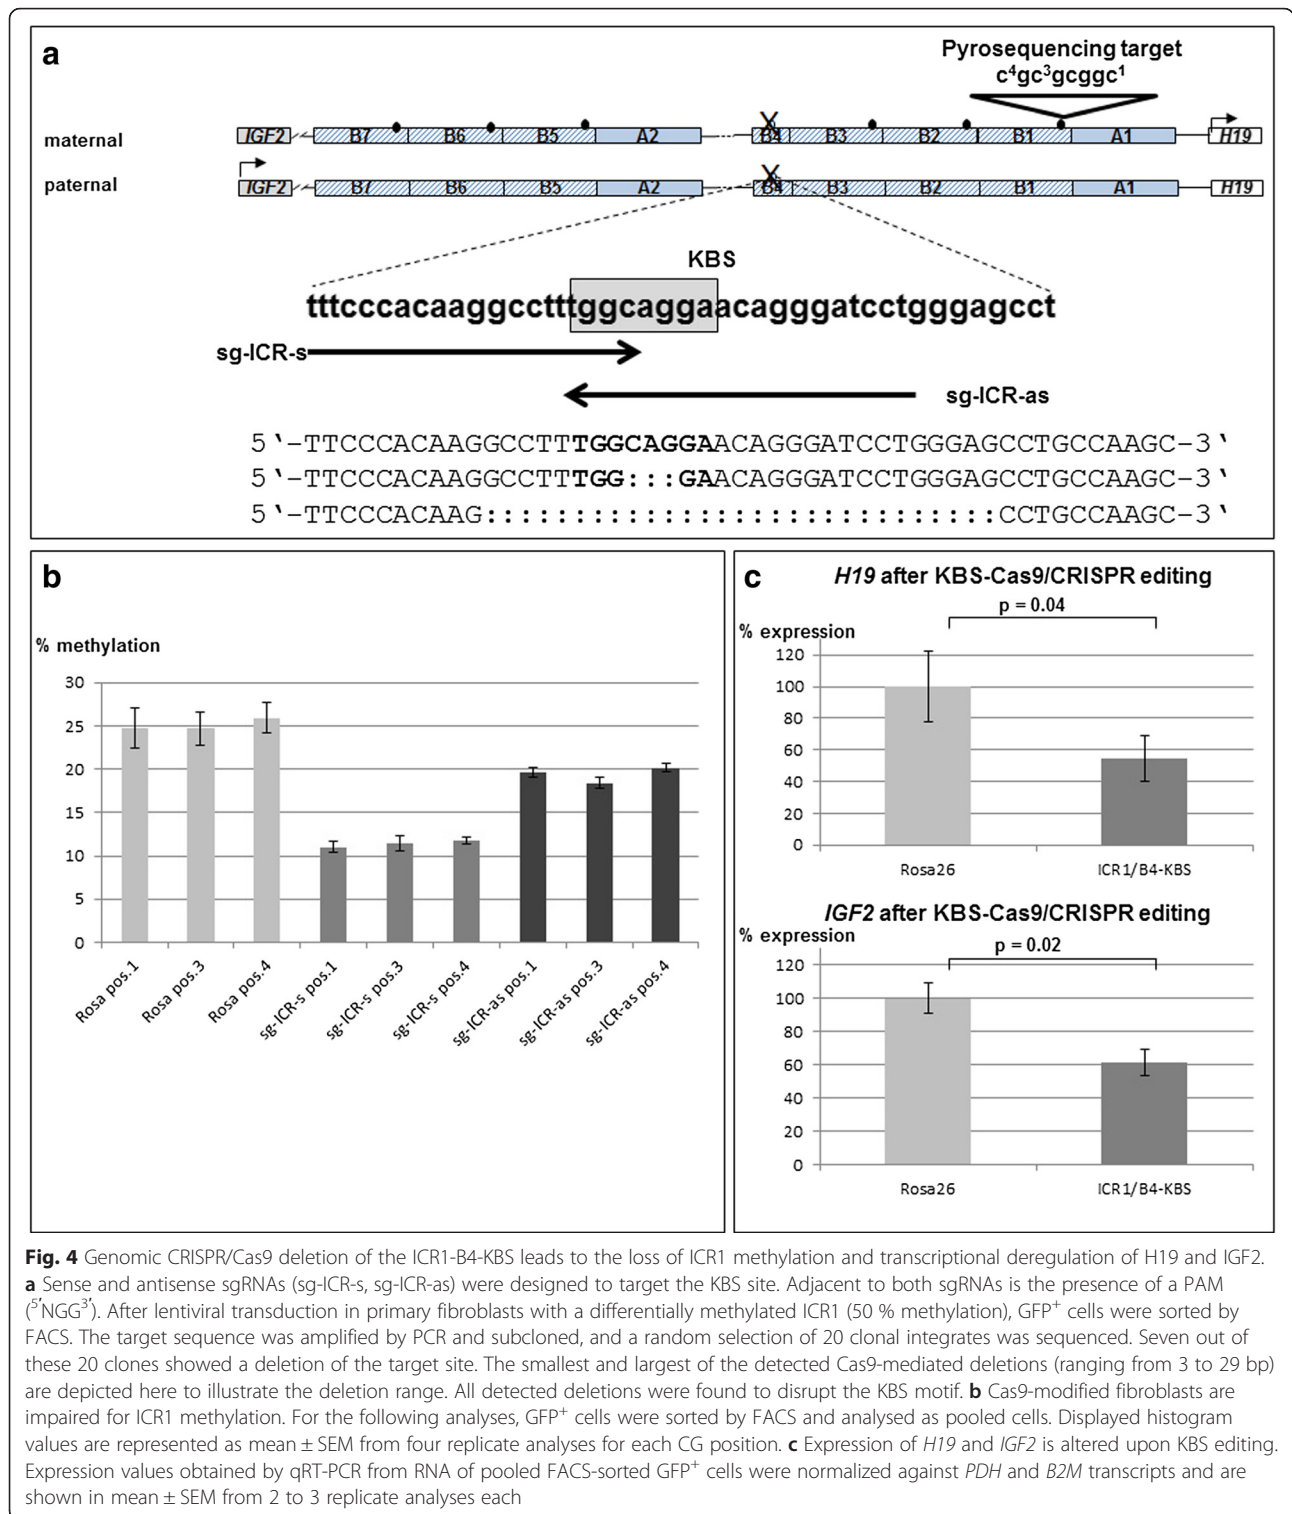 a
Pyrosequencing target
c⁴gc³gcggc¹
maternal
IGF2 B7 B6 B5 A2 B4 B3 B2 B1 A1 H19
paternal
IGF2 B7 B6 B5 A2 B4 B3 B2 B1 A1 H19
KBS
tttcccacaaggcctttggcaggaacagggatcctgggagcct
sg-ICR-s
sg-ICR-as
5‘-TTCCCACAAGGCCTTTTGGCAGGAACAGGGATCCTGGGAGCCTGCCAAGC-3‘
5‘-TTCCCACAAGGCCTTTTGG:::GAACAGGGATCCTGGGAGCCTGCCAAGC-3‘
5‘-TTCCCACAAG:::::::::::::::::::::::::::::CCTGCCAAGC-3‘
b
% methylation
30
25
20
15
10
5
0
Rosa pos.1
Rosa pos.3
Rosa pos.4
sg-ICR-s pos.1
sg-ICR-s pos.3
sg-ICR-s pos.4
sg-ICR-as pos.1
sg-ICR-as pos.3
sg-ICR-as pos.4
c
H19 after KBS-Cas9/CRISPR editing
p = 0.04
% expression
120
100
80
60
40
20
0
Rosa26 ICR1/B4-KBS
IGF2 after KBS-Cas9/CRISPR editing
% expression
p = 0.02
120
100
80
60
40
20
0
Rosa26 ICR1/B4-KBS
Fig. 4 Genomic CRISPR/Cas9 deletion of the ICR1-B4-KBS leads to the loss of ICR1 methylation and transcriptional deregulation of H19 and IGF2.
a Sense and antisense sgRNAs (sg-ICR-s, sg-ICR-as) were designed to target the KBS site. Adjacent to both sgRNAs is the presence of a PAM
(⁵′NGG³′). After lentiviral transduction in primary fibroblasts with a differentially methylated ICR1 (50 % methylation), GFP⁺ cells were sorted by
FACS. The target sequence was amplified by PCR and subcloned, and a random selection of 20 clonal integrates was sequenced. Seven out of
these 20 clones showed a deletion of the target site. The smallest and largest of the detected Cas9-mediated deletions (ranging from 3 to 29 bp)
are depicted here to illustrate the deletion range. All detected deletions were found to disrupt the KBS motif. b Cas9-modified fibroblasts are
impaired for ICR1 methylation. For the following analyses, GFP⁺ cells were sorted by FACS and analysed as pooled cells. Displayed histogram
values are represented as mean ± SEM from four replicate analyses for each CG position. c Expression of H19 and IGF2 is altered upon KBS editing.
Expression values obtained by qRT-PCR from RNA of pooled FACS-sorted GFP⁺ cells were normalized against PDH and B2M transcripts and are
shown in mean ± SEM from 2 to 3 replicate analyses each